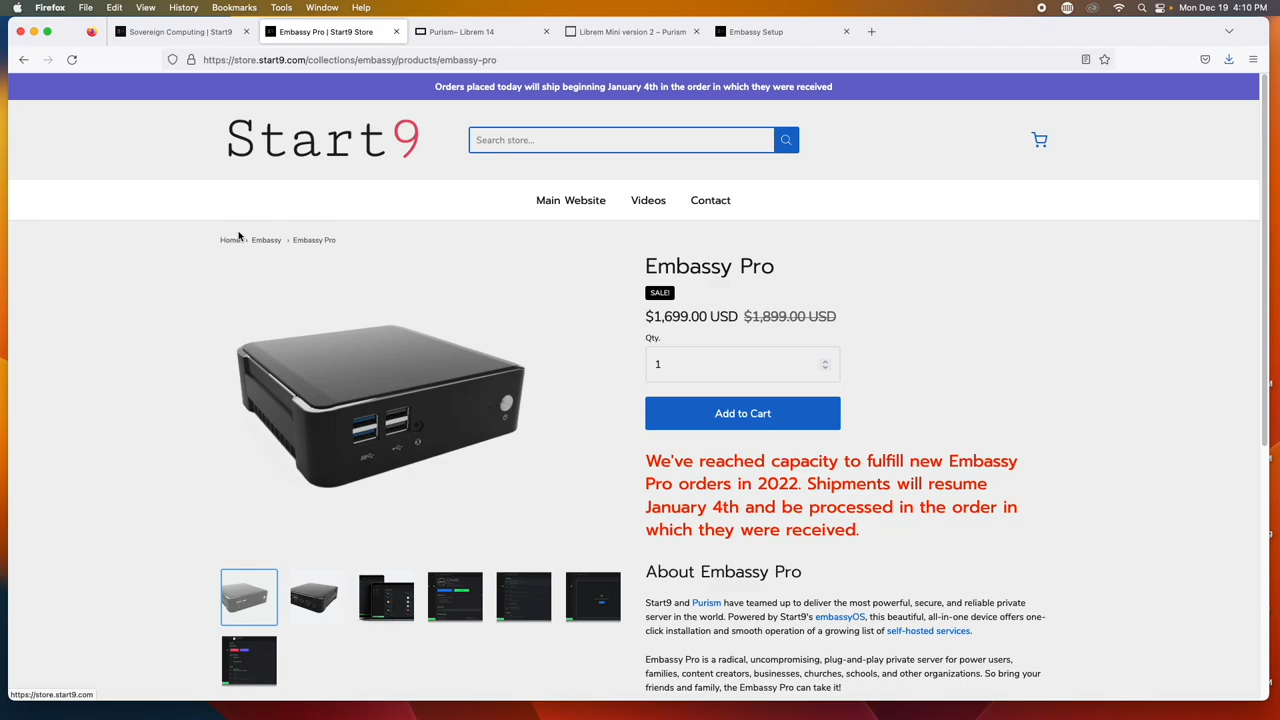 Firefox File Edit View History Bookmarks Tools Window Help Mon Dec 19 4:10 PM
Sovereign Computing | Start9 Embassy Pro | Start9 Store Purism– Librem 14 Librem Mini version 2 – Purism Embassy Setup
https://store.start9.com/collections/embassy/products/embassy-pro
Orders placed today will ship beginning January 4th in the order in which they were received
Start9
Search store...
Main Website Videos Contact
Home › Embassy › Embassy Pro
Embassy Pro
SALE!
$1,699.00 USD $1,899.00 USD
Qty.
1
Add to Cart
We've reached capacity to fulfill new Embassy
Pro orders in 2022. Shipments will resume
January 4th and be processed in the order in
which they were received.
About Embassy Pro
Start9 and Purism have teamed up to deliver the most powerful, secure, and reliable private
server in the world. Powered by Start9's embassyOS, this beautiful, all-in-one device offers one-
click installation and smooth operation of a growing list of self-hosted services.
Embassy Pro is a radical, uncompromising, plug-and-play private server for power users,
families, content creators, businesses, churches, schools, and other organizations. So bring your
friends and family, the Embassy Pro can take it!
https://store.start9.com